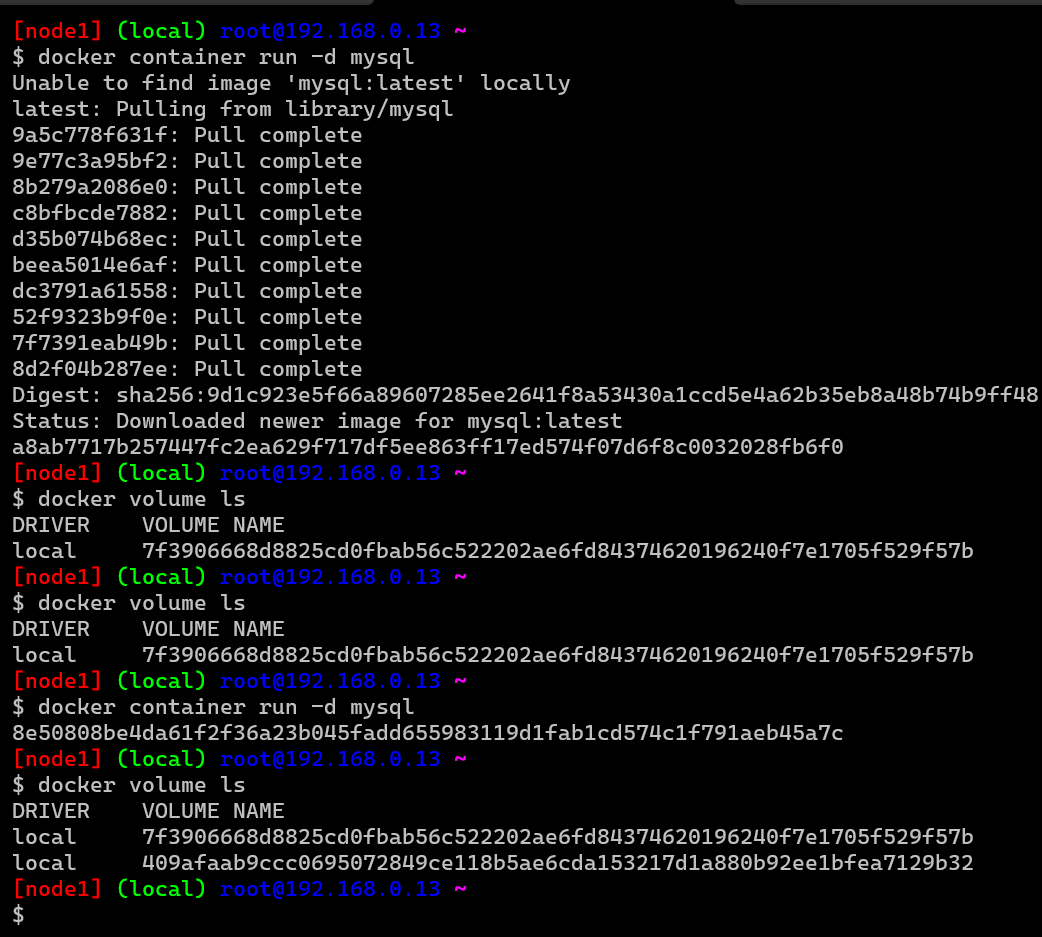 [node1] (local) root@192.168.0.13 ~
$ docker container run -d mysql
Unable to find image 'mysql:latest' locally
latest: Pulling from library/mysql
9a5c778f631f: Pull complete
9e77c3a95bf2: Pull complete
8b279a2086e0: Pull complete
c8bfbcde7882: Pull complete
d35b074b68ec: Pull complete
beea5014e6af: Pull complete
dc3791a61558: Pull complete
52f9323b9f0e: Pull complete
7f7391eab49b: Pull complete
8d2f04b287ee: Pull complete
Digest: sha256:9d1c923e5f66a89607285ee2641f8a53430a1ccd5e4a62b35eb8a48b74b9ff48
Status: Downloaded newer image for mysql:latest
a8ab7717b257447fc2ea629f717df5ee863ff17ed574f07d6f8c0032028fb6f0
[node1] (local) root@192.168.0.13 ~
$ docker volume ls
DRIVER    VOLUME NAME
local     7f3906668d8825cd0fbab56c522202ae6fd84374620196240f7e1705f529f57b
[node1] (local) root@192.168.0.13 ~
$ docker volume ls
DRIVER    VOLUME NAME
local     7f3906668d8825cd0fbab56c522202ae6fd84374620196240f7e1705f529f57b
[node1] (local) root@192.168.0.13 ~
$ docker container run -d mysql
8e50808be4da61f2f36a23b045fadd655983119d1fab1cd574c1f791aeb45a7c
[node1] (local) root@192.168.0.13 ~
$ docker volume ls
DRIVER    VOLUME NAME
local     7f3906668d8825cd0fbab56c522202ae6fd84374620196240f7e1705f529f57b
local     409afaab9ccc0695072849ce118b5ae6cda153217d1a880b92ee1bfea7129b32
[node1] (local) root@192.168.0.13 ~
$